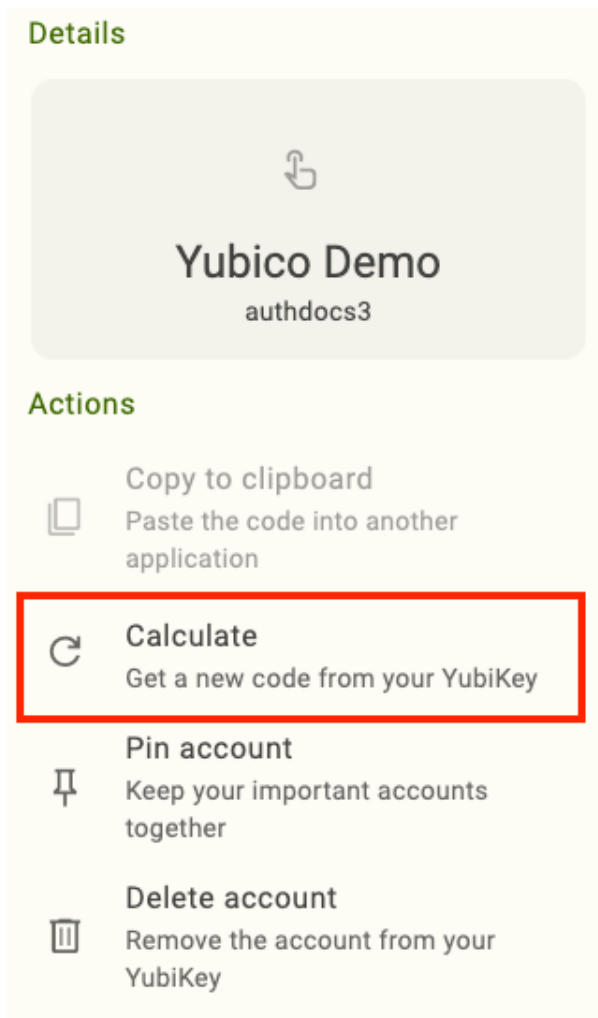 Details
Yubico Demo
authdocs3
Actions
Copy to clipboard
Paste the code into another
application
Calculate
Get a new code from your YubiKey
Pin account
Keep your important accounts
together
Delete account
Remove the account from your
YubiKey